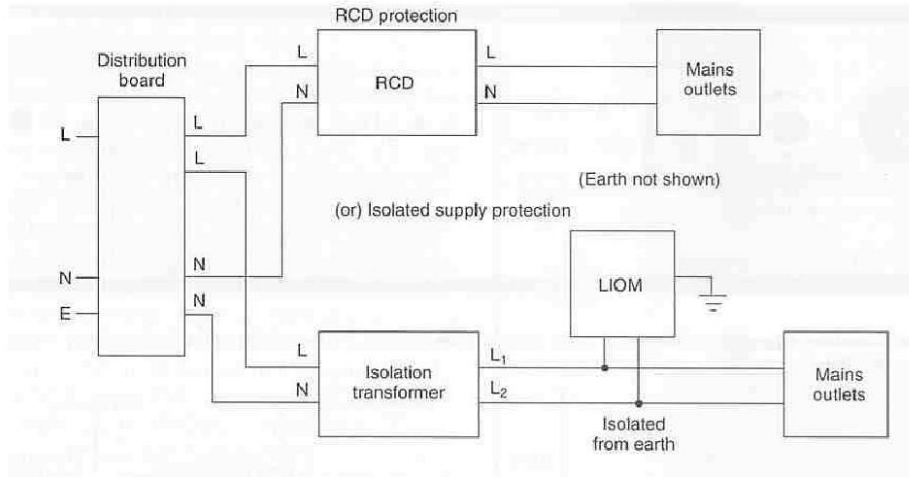 RCD protection
Distribution
board
L
N
RCD
L
N
Mains
outlets
L
L
L
N
E
N
N
(Earth not shown)
(or) Isolated supply protection
LIOM
L
N
Isolation
transformer
L1
L2
Mains
outlets
Isolated
from earth